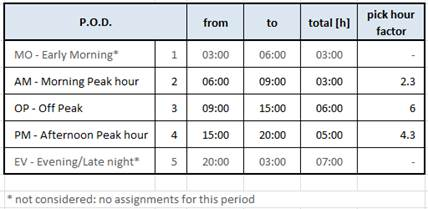 P.O.D. from to total [h] pick hour factor
MO - Early Morning* 1 03:00 06:00 03:00 -
AM - Morning Peak hour 2 06:00 09:00 03:00 2.3
OP - Off Peak 3 09:00 15:00 06:00 6
PM - Afternoon Peak hour 4 15:00 20:00 05:00 4.3
EV - Evening/Late night* 5 20:00 03:00 07:00 -
* not considered: no assignments for this period